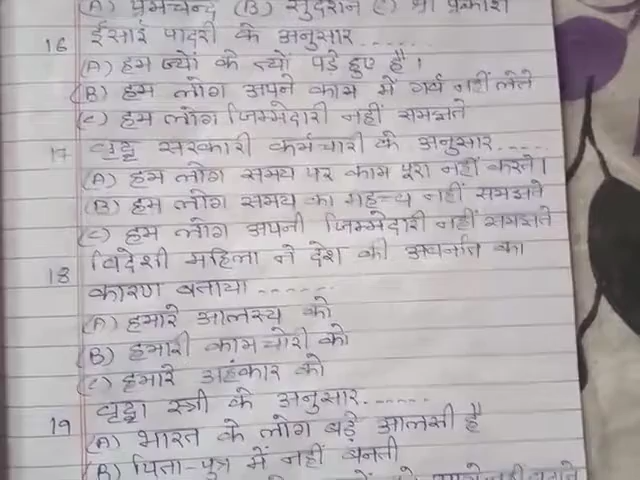 (A) प्रेमचन्द (B) सुदर्शन (C) श्री प्रकाश
16 ईसाई पादरी के अनुसार......
(A) हम ज्यों के त्यों पड़े हुए हैं।
(B) हम लोग अपने काम में गर्व नहीं लेते
(C) हम लोग जिम्मेदारी नहीं समझते
17 वृद्ध सरकारी कर्मचारी के अनुसार.....
(A) हम लोग समय पर काम पूरा नहीं करते।
(B) हम लोग समय का महत्व नहीं समझते
(C) हम लोग अपनी जिम्मेदारी नहीं समझते
18 विदेशी महिला ने देश की अवनति का
कारण बताया ------
(A) हमारे आलस्य को
(B) हमारी कामचोरी को
(C) हमारे अहंकार को
19 वृद्धा स्त्री के अनुसार.-----
(A) भारत के लोग बड़े आलसी है
(B) पिता-पुत्र में नहीं बनती